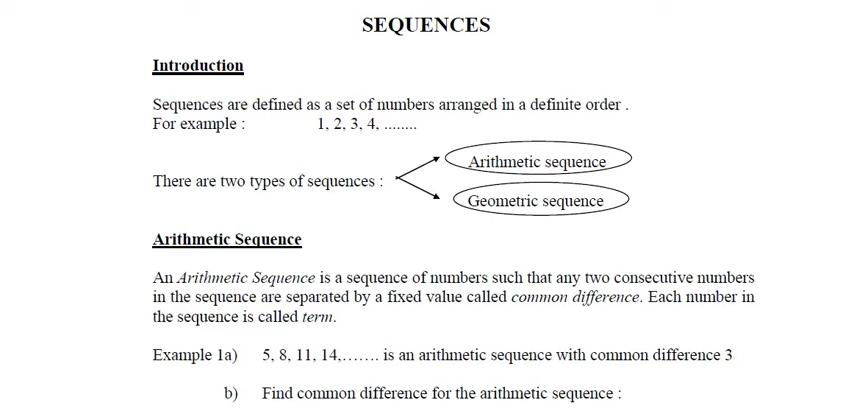 SEQUENCES
Introduction
Sequences are defined as a set of numbers arranged in a definite order .
For example : 1, 2, 3, 4, ........
Arithmetic sequence
There are two types of sequences :
Geometric sequence
Arithmetic Sequence
An Arithmetic Sequence is a sequence of numbers such that any two consecutive numbers
in the sequence are separated by a fixed value called common difference. Each number in
the sequence is called term.
Example 1a) 5, 8, 11, 14,....... is an arithmetic sequence with common difference 3
b) Find common difference for the arithmetic sequence :